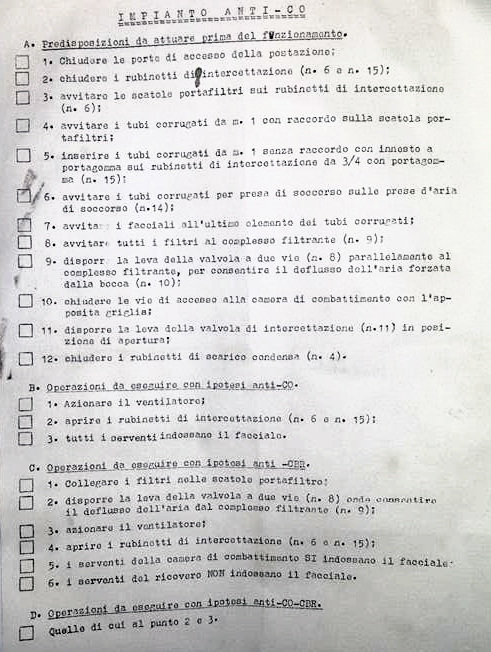 IMPIANTO ANTI-CO
A. Predisposizioni da attuare prima del funzionamento.
1. Chiudere le porte di accesso della postazione;
2. chiudere i rubinetti di intercettazione (n. 6 e n. 15);
3. avvitare le scatole portafiltri sui rubinetti di intercettazione
(n. 6);
4. avvitare i tubi corrugati da m. 1 con raccordo sulla scatola por-
tafiltri;
5. inserire i tubi corrugati da m. 1 senza raccordo con innesto a
portagomma sui rubinetti di intercettazione da 3/4 con portagom-
ma (n. 15);
6. avvitare i tubi corrugati per presa di soccorso sulle prese d'aria
di soccorso (n.14);
7. avvitar i facciali all'ultimo elemento dei tubi corrugati;
8. avvitare tutti i filtri al complesso filtrante (n. 9);
9. disporr la leva della valvola a due vie (n. 8) parallelamente al
complesso filtrante, per consentire il deflusso dell'aria forzata
dalla bocca (n. 10);
10. chiudere le vie di accesso alla camera di combattimento con l'ap-
posita griglia;
11. disporre la leva della valvola di intercettazione (n.11) in posi-
zione di apertura;
12. chiudere i rubinetti di scarico condensa (n. 4).
B. Operazioni da eseguire con ipotesi anti-CO.
1. Azionare il ventilatore;
2. aprire i rubinetti di intercettazione (n. 6 e n. 15);
3. tutti i serventi indossano il facciale.
C. Operazioni da eseguire con ipotesi anti -CBR.
1. Collegare i filtri nelle scatole portafiltro;
2. disporre la leva della valvola a due vie (n. 8) onde consentire
il deflusso dell'aria dal complesso filtrante (n. 9);
3. azionare il ventilatore;
4. aprire i rubinetti di intercettazione (n. 6 e n. 15);
5. i serventi della camera di combattimento SI indossano il facciale.
6. i serventi del ricovero NON indossano il facciale.
D. Operazioni da eseguire con ipotesi anti-CO-CBR.
Quelle di cui al punto 2 e 3.